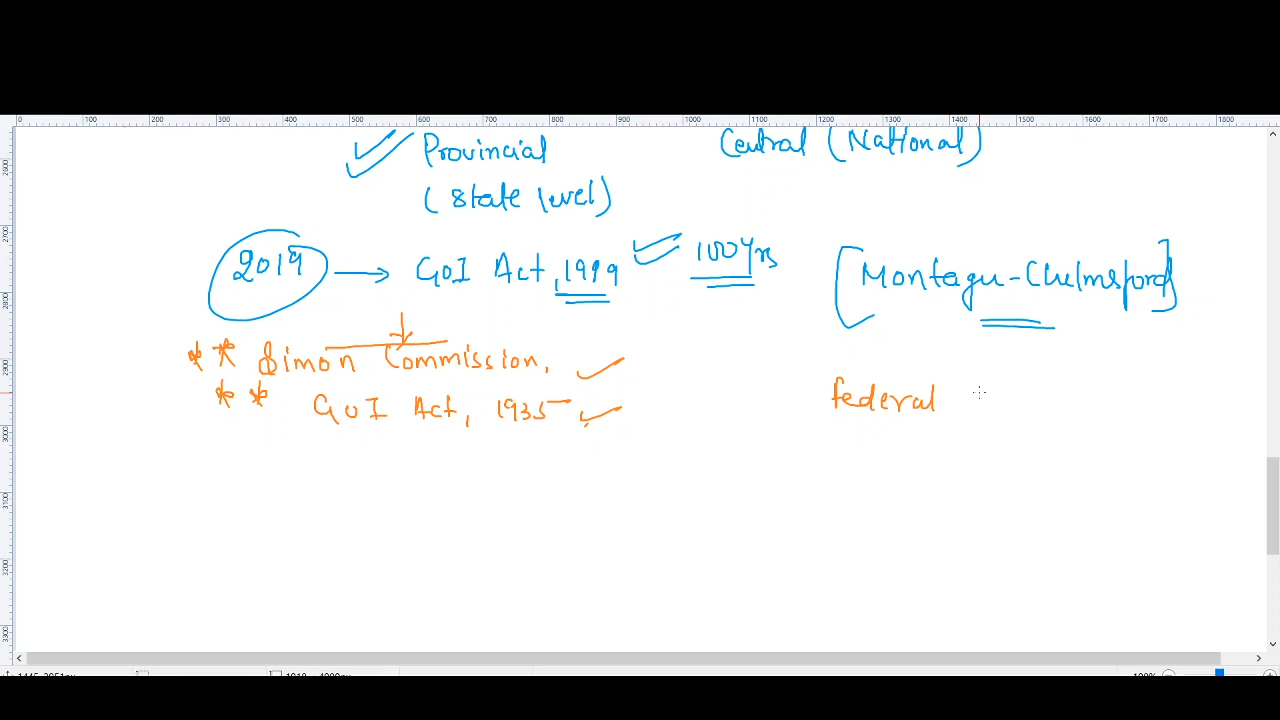 Provincial
Central (National)
(State level)
2019 → GoI Act, 1919 100 Yrs [Montagu-Chelmsford]
** Simon Commission,
** GoI Act, 1935
federal